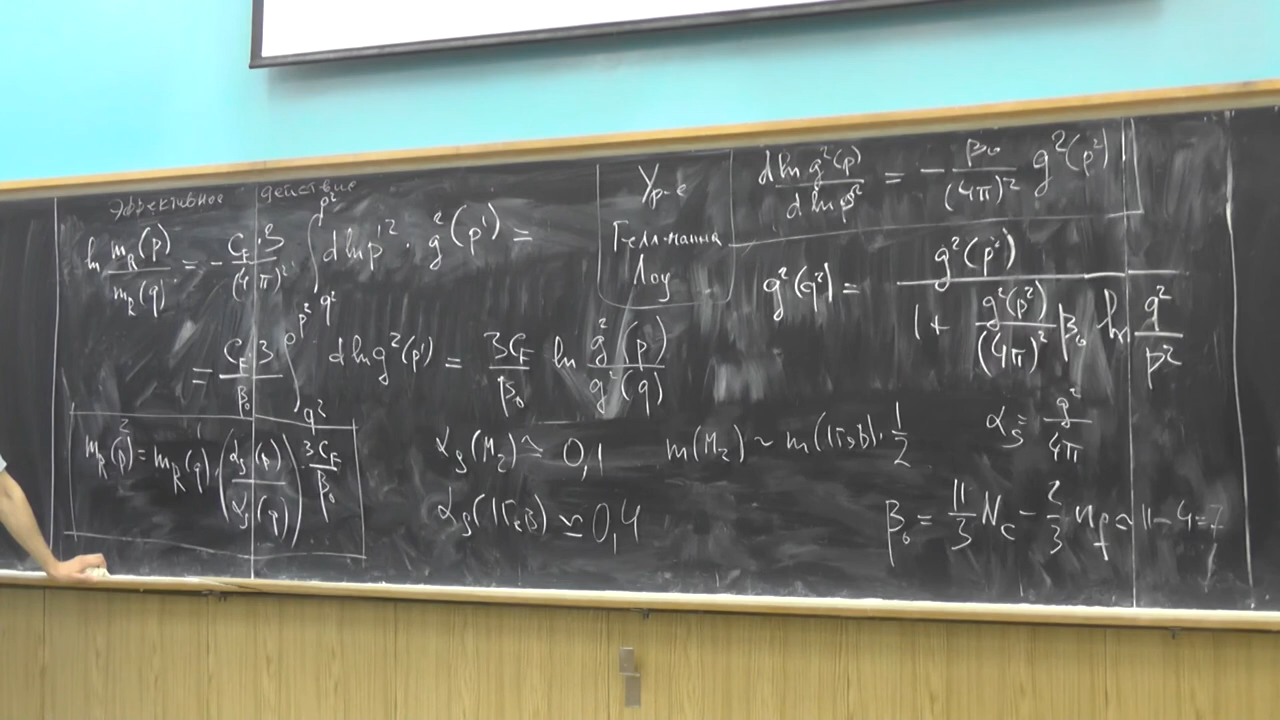 Эффективное действие
ln m_R(p)/m_R(q) = - C_F·3/(4π)² ∫_{q²}^{p²} d ln p'² · g²(p') =
= C_F·3/β₀ ∫_{q²}^{p²} d ln g²(p') = 3C_F/β₀ ln g²(p)/g²(q)
m_R(p) = m_R(q) · (α_s(p)/α_s(q))^{3C_F/β₀}
α_s(M_Z) ≃ 0,1
α_s(1ГэВ) ≃ 0,4
m(M_Z) ~ m(1ГэВ) · 1/2
Ур-е
Гелл-манна
Лоу
d ln g²(p)/d ln p² = - β₀/(4π)² g²(p²)
g²(q²) = g²(p²)/(1 + g²(p²)/(4π)² β₀ ln q²/p²)
α_s = g²/4π
β₀ = 11/3 N_c - 2/3 n_f ~ 11 - 4 = 7